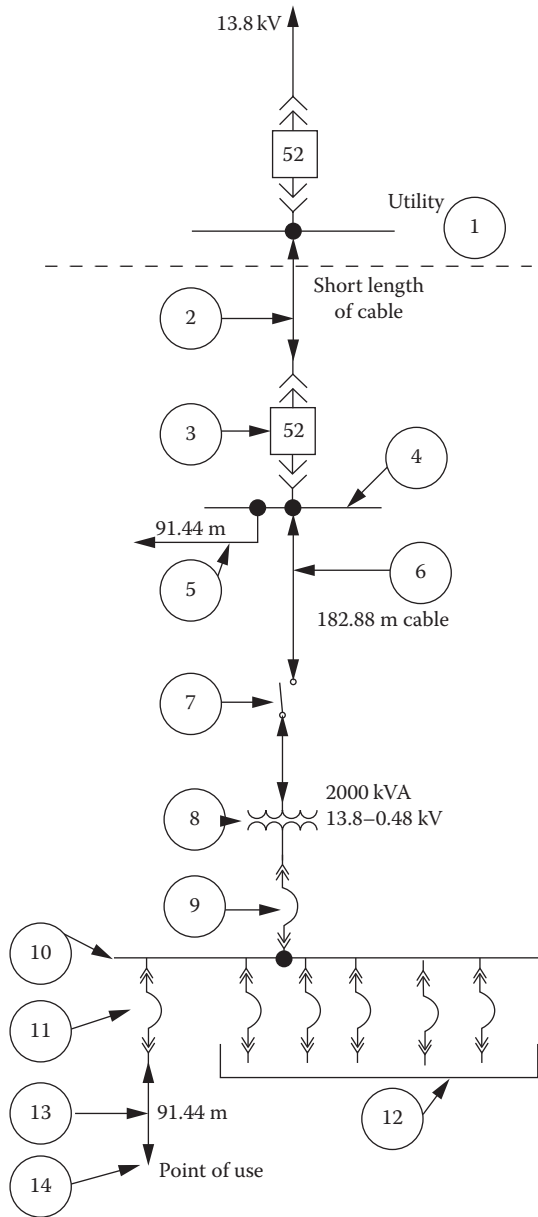 13.8 kV
52
Utility
1
Short length
of cable
2
3
52
4
91.44 m
5
6
182.88 m cable
7
8
2000 kVA
13.8–0.48 kV
9
10
11
12
13
91.44 m
14
Point of use